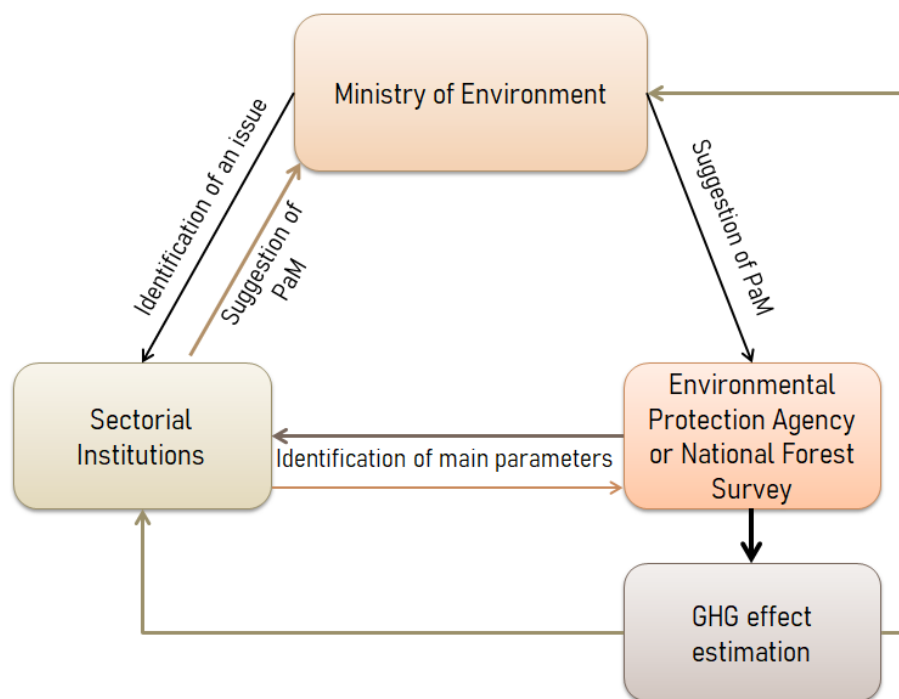 Ministry of Environment
Identification of an issue
Suggestion of
PaM
Suggestion of PaM
Sectorial
Institutions
Identification of main parameters
Environmental
Protection Agency
or National Forest
Survey
GHG effect
estimation